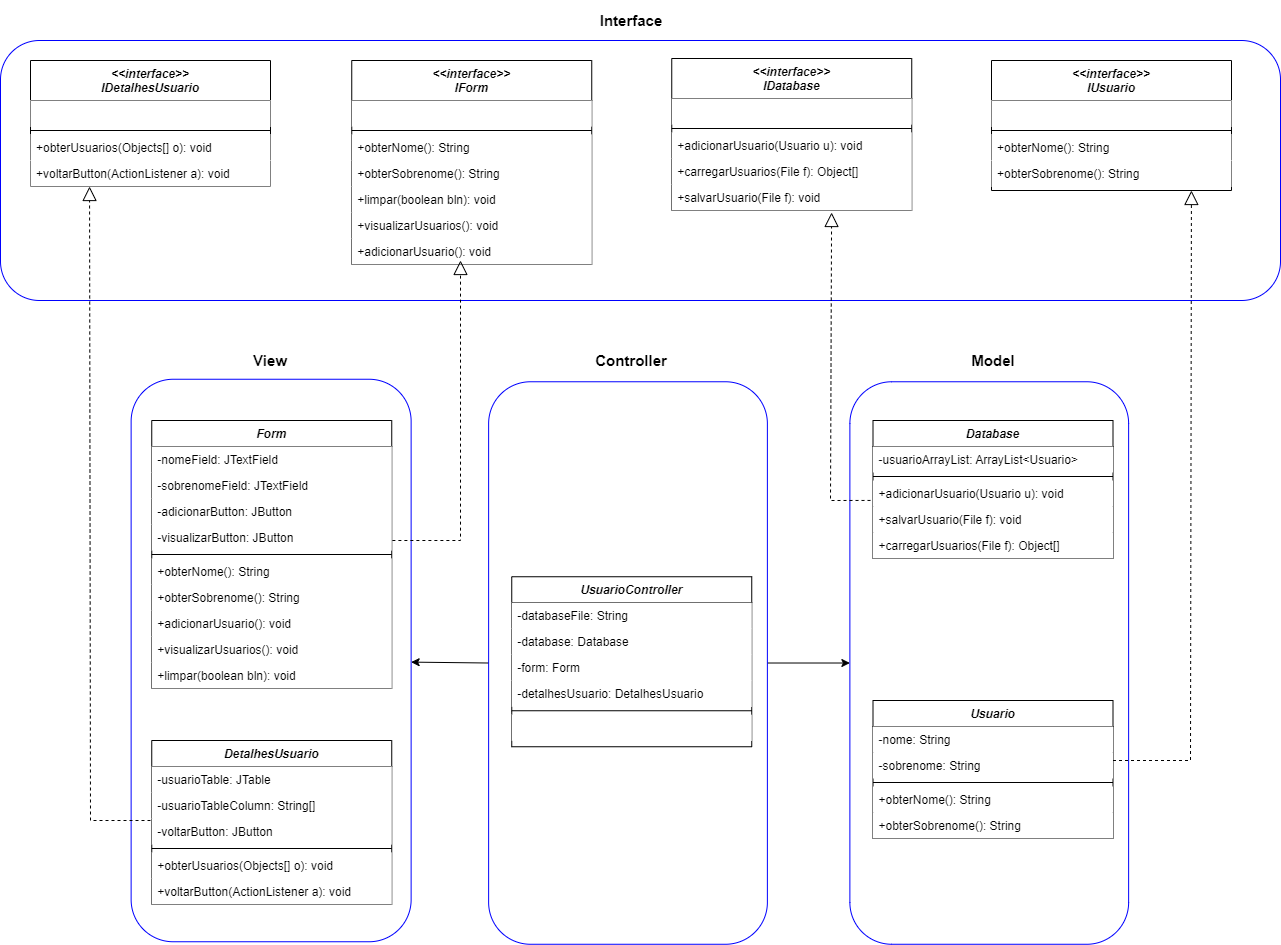 Interface
<<interface>>
IDetalhesUsuario
+obterUsuarios(Objects[] o): void
+voltarButton(ActionListener a): void
<<interface>>
IForm
+obterNome(): String
+obterSobrenome(): String
+limpar(boolean bln): void
+visualizarUsuarios(): void
+adicionarUsuario(): void
<<interface>>
IDatabase
+adicionarUsuario(Usuario u): void
+carregarUsuarios(File f): Object[]
+salvarUsuario(File f): void
<<interface>>
IUsuario
+obterNome(): String
+obterSobrenome(): String
View
Form
-nomeField: JTextField
-sobrenomeField: JTextField
-adicionarButton: JButton
-visualizarButton: JButton
+obterNome(): String
+obterSobrenome(): String
+adicionarUsuario(): void
+visualizarUsuarios(): void
+limpar(boolean bln): void
DetalhesUsuario
-usuarioTable: JTable
-usuarioTableColumn: String[]
-voltarButton: JButton
+obterUsuarios(Objects[] o): void
+voltarButton(ActionListener a): void
Controller
UsuarioController
-databaseFile: String
-database: Database
-form: Form
-detalhesUsuario: DetalhesUsuario
Model
Database
-usuarioArrayList: ArrayList<Usuario>
+adicionarUsuario(Usuario u): void
+salvarUsuario(File f): void
+carregarUsuarios(File f): Object[]
Usuario
-nome: String
-sobrenome: String
+obterNome(): String
+obterSobrenome(): String